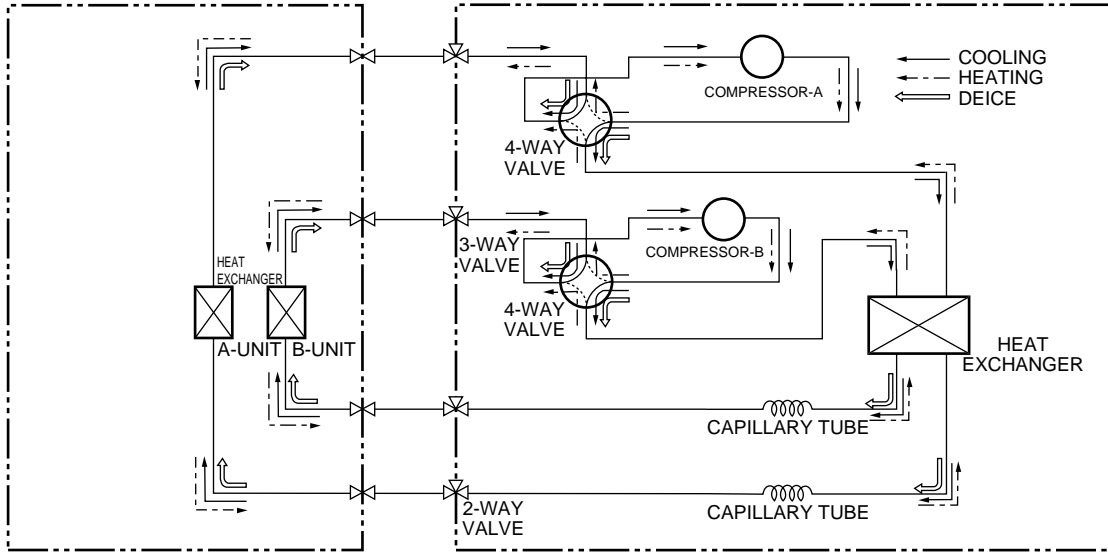 COOLING
HEATING
DEICE
COMPRESSOR-A
4-WAY
VALVE
3-WAY
VALVE
COMPRESSOR-B
HEAT
EXCHANGER
4-WAY
VALVE
A-UNIT
B-UNIT
HEAT
EXCHANGER
CAPILLARY TUBE
2-WAY
VALVE
CAPILLARY TUBE